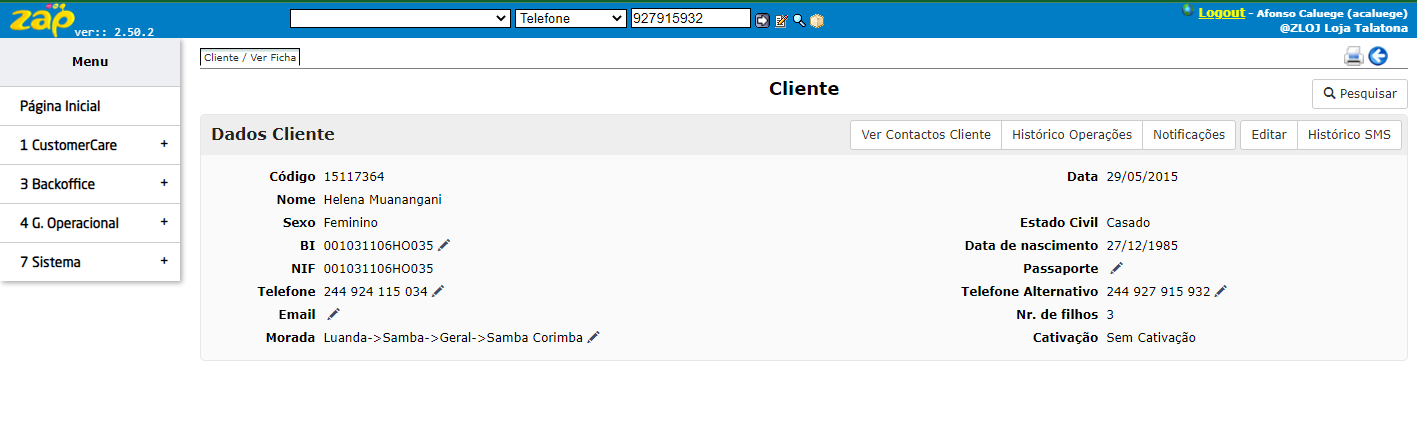 zap ver:: 2.50.2
Telefone 927915932
Logout - Afonso Caluege (acaluege)
@ZLOJ Loja Talatona
Menu
Página Inicial
1 CustomerCare +
3 Backoffice +
4 G. Operacional +
7 Sistema +
Cliente / Ver Ficha
Cliente
Pesquisar
Dados Cliente
Ver Contactos Cliente Histórico Operações Notificações Editar Histórico SMS
Código 15117364 Data 29/05/2015
Nome Helena Muanangani
Sexo Feminino Estado Civil Casado
BI 001031106HO035 Data de nascimento 27/12/1985
NIF 001031106HO035 Passaporte
Telefone 244 924 115 034 Telefone Alternativo 244 927 915 932
Email Nr. de filhos 3
Morada Luanda->Samba->Geral->Samba Corimba Cativação Sem Cativação